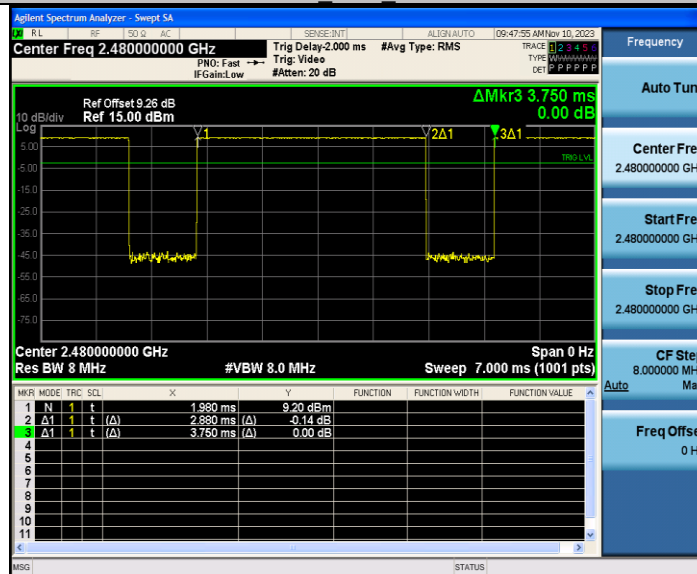 Agilent Spectrum Analyzer - Swept SA
RL RF 50 Ω AC SENSE:INT ALIGNAUTO 09:47:55 AM Nov 10, 2023
Center Freq 2.480000000 GHz
PNO: Fast
IFGain:Low
Trig Delay-2.000 ms
Trig: Video
#Atten: 20 dB
#Avg Type: RMS
TRACE 1 2 3 4 5 6
TYPE
DET P P P P P P
Ref Offset 9.26 dB
Ref 15.00 dBm
ΔMkr3 3.750 ms
0.00 dB
10 dB/div
Log
5.00
-5.00
-15.0
-25.0
-35.0
-45.0
-55.0
-65.0
-75.0
1
2Δ1
3Δ1
TRIG LVL
Center 2.480000000 GHz Span 0 Hz
Res BW 8 MHz #VBW 8.0 MHz Sweep 7.000 ms (1001 pts)
MKR MODE TRC SCL X Y FUNCTION FUNCTION WIDTH FUNCTION VALUE
1 N 1 t 1.980 ms 9.20 dBm
2 Δ1 1 t (Δ) 2.880 ms (Δ) -0.14 dB
3 Δ1 1 t (Δ) 3.750 ms (Δ) 0.00 dB
4
5
6
7
8
9
10
11
MSG STATUS
Frequency
Auto Tun
Center Fre
2.480000000 GH
Start Fre
2.480000000 GH
Stop Fre
2.480000000 GH
CF Ste
8.000000 MH
Auto Ma
Freq Offse
0 H